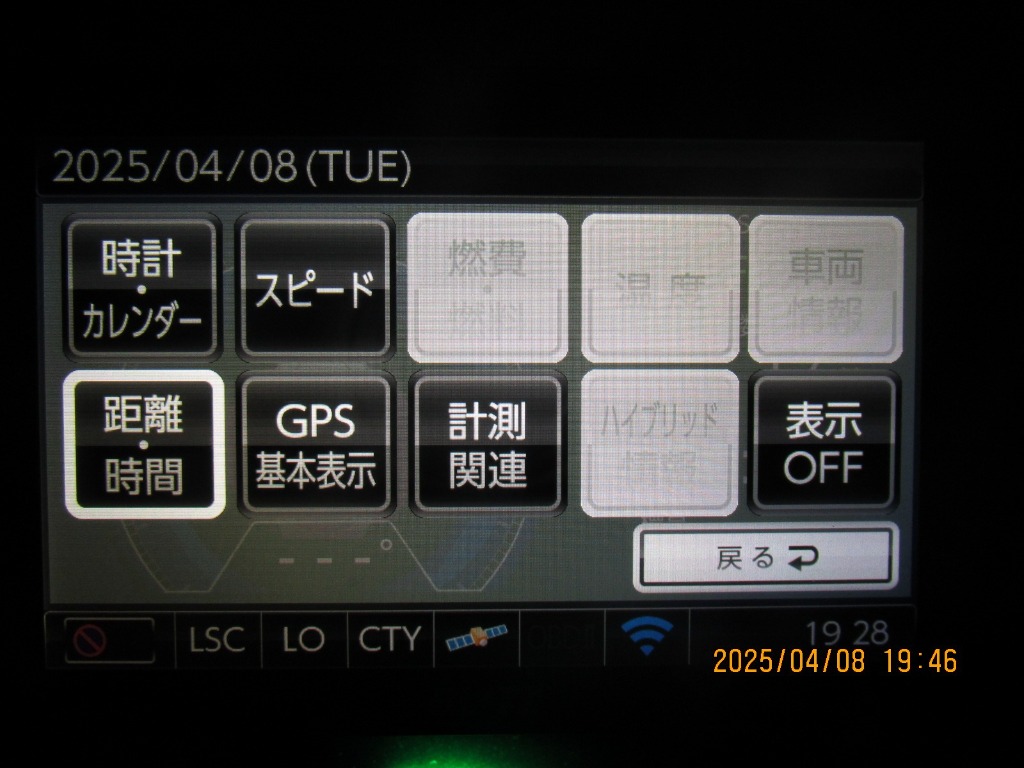 2025/04/08(TUE)
時計
・
カレンダー
スピード
燃費
・
燃料
温度
車両
情報
距離
・
時間
GPS
基本表示
計測
関連
ハイブリッド
情報
表示
OFF
戻る
LSC
LO
CTY
OBDII
19 28
2025/04/08 19:46